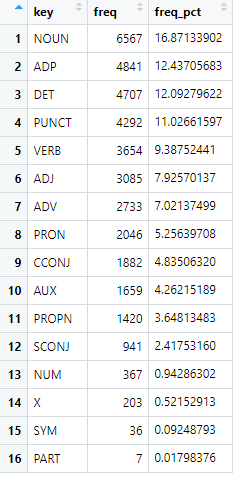 key freq freq_pct
1 NOUN 6567 16.87133902
2 ADP 4841 12.43705683
3 DET 4707 12.09279622
4 PUNCT 4292 11.02661597
5 VERB 3654 9.38752441
6 ADJ 3085 7.92570137
7 ADV 2733 7.02137499
8 PRON 2046 5.25639708
9 CCONJ 1882 4.83506320
10 AUX 1659 4.26215189
11 PROPN 1420 3.64813483
12 SCONJ 941 2.41753160
13 NUM 367 0.94286302
14 X 203 0.52152913
15 SYM 36 0.09248793
16 PART 7 0.01798376